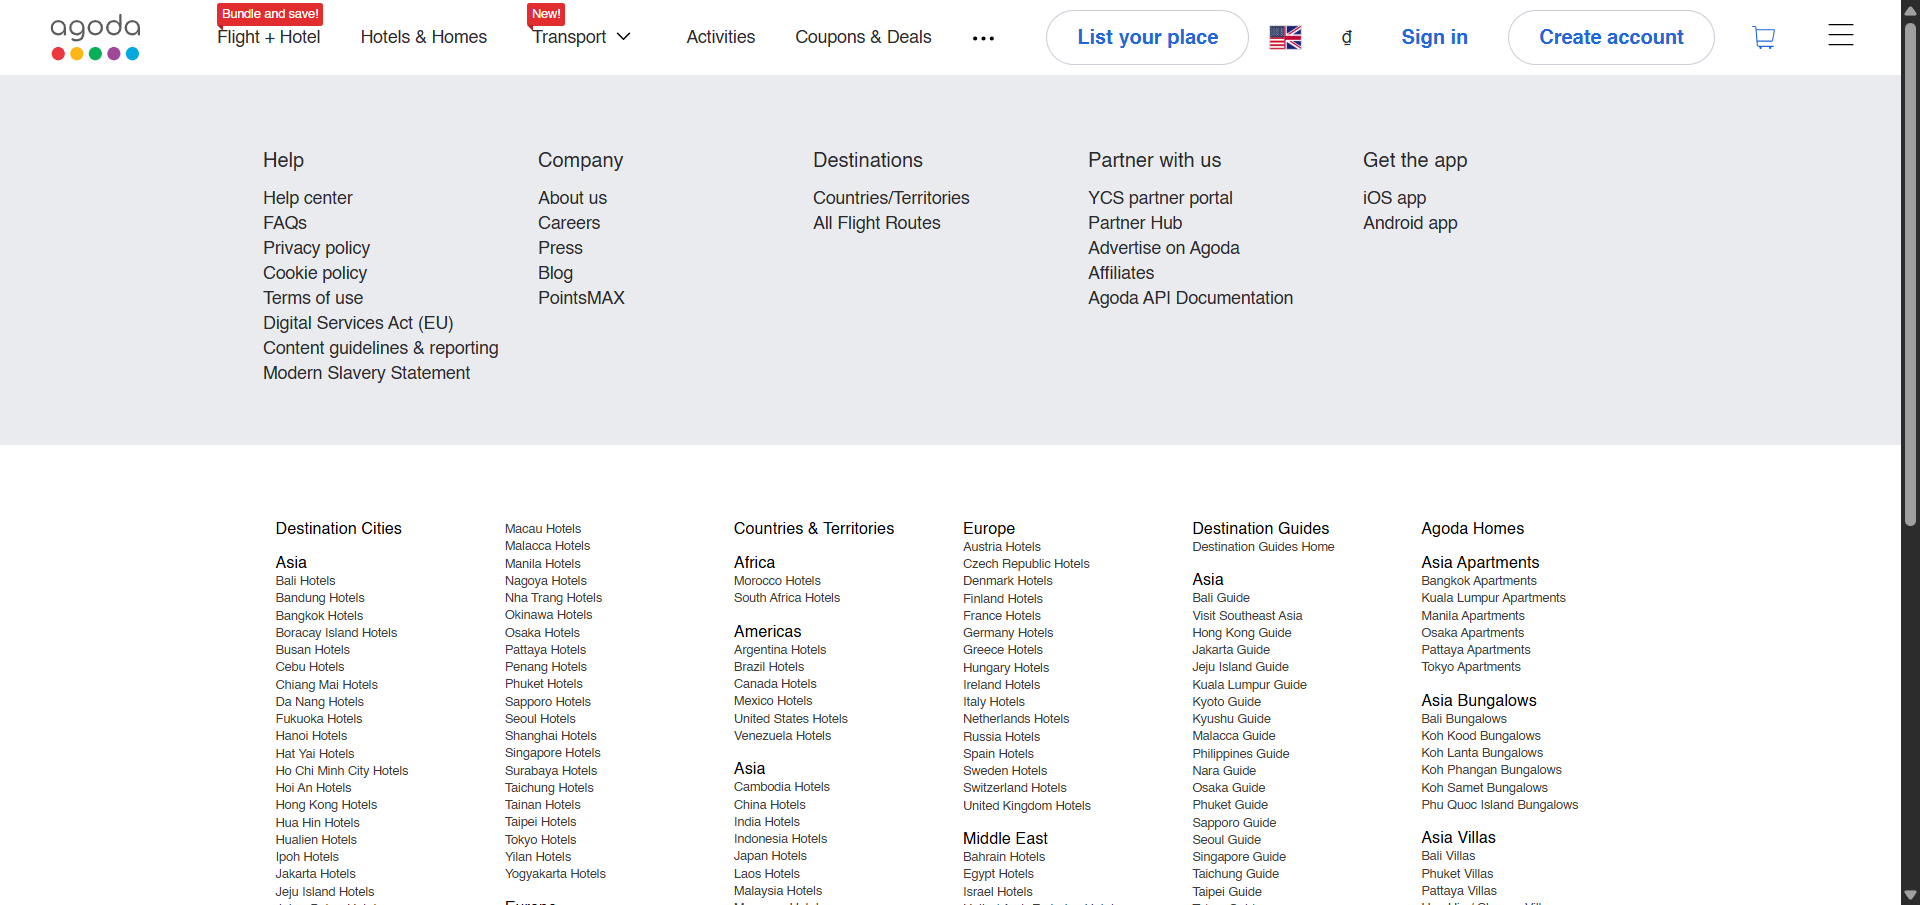 agoda
Bundle and save!
Flight + Hotel
Hotels & Homes
New!
Transport
Activities
Coupons & Deals
List your place
₫
Sign in
Create account
Help
Help center
FAQs
Privacy policy
Cookie policy
Terms of use
Digital Services Act (EU)
Content guidelines & reporting
Modern Slavery Statement
Company
About us
Careers
Press
Blog
PointsMAX
Destinations
Countries/Territories
All Flight Routes
Partner with us
YCS partner portal
Partner Hub
Advertise on Agoda
Affiliates
Agoda API Documentation
Get the app
iOS app
Android app
Destination Cities
Asia
Bali Hotels
Bandung Hotels
Bangkok Hotels
Boracay Island Hotels
Busan Hotels
Cebu Hotels
Chiang Mai Hotels
Da Nang Hotels
Fukuoka Hotels
Hanoi Hotels
Hat Yai Hotels
Ho Chi Minh City Hotels
Hoi An Hotels
Hong Kong Hotels
Hua Hin Hotels
Hualien Hotels
Ipoh Hotels
Jakarta Hotels
Jeju Island Hotels
Macau Hotels
Malacca Hotels
Manila Hotels
Nagoya Hotels
Nha Trang Hotels
Okinawa Hotels
Osaka Hotels
Pattaya Hotels
Penang Hotels
Phuket Hotels
Sapporo Hotels
Seoul Hotels
Shanghai Hotels
Singapore Hotels
Surabaya Hotels
Taichung Hotels
Tainan Hotels
Taipei Hotels
Tokyo Hotels
Yilan Hotels
Yogyakarta Hotels
Countries & Territories
Africa
Morocco Hotels
South Africa Hotels
Americas
Argentina Hotels
Brazil Hotels
Canada Hotels
Mexico Hotels
United States Hotels
Venezuela Hotels
Asia
Cambodia Hotels
China Hotels
India Hotels
Indonesia Hotels
Japan Hotels
Laos Hotels
Malaysia Hotels
Europe
Austria Hotels
Czech Republic Hotels
Denmark Hotels
Finland Hotels
France Hotels
Germany Hotels
Greece Hotels
Hungary Hotels
Ireland Hotels
Italy Hotels
Netherlands Hotels
Russia Hotels
Spain Hotels
Sweden Hotels
Switzerland Hotels
United Kingdom Hotels
Middle East
Bahrain Hotels
Egypt Hotels
Israel Hotels
Destination Guides
Destination Guides Home
Asia
Bali Guide
Visit Southeast Asia
Hong Kong Guide
Jakarta Guide
Jeju Island Guide
Kuala Lumpur Guide
Kyoto Guide
Kyushu Guide
Malacca Guide
Philippines Guide
Nara Guide
Osaka Guide
Phuket Guide
Sapporo Guide
Seoul Guide
Singapore Guide
Taichung Guide
Taipei Guide
Agoda Homes
Asia Apartments
Bangkok Apartments
Kuala Lumpur Apartments
Manila Apartments
Osaka Apartments
Pattaya Apartments
Tokyo Apartments
Asia Bungalows
Bali Bungalows
Koh Kood Bungalows
Koh Lanta Bungalows
Koh Phangan Bungalows
Koh Samet Bungalows
Phu Quoc Island Bungalows
Asia Villas
Bali Villas
Phuket Villas
Pattaya Villas